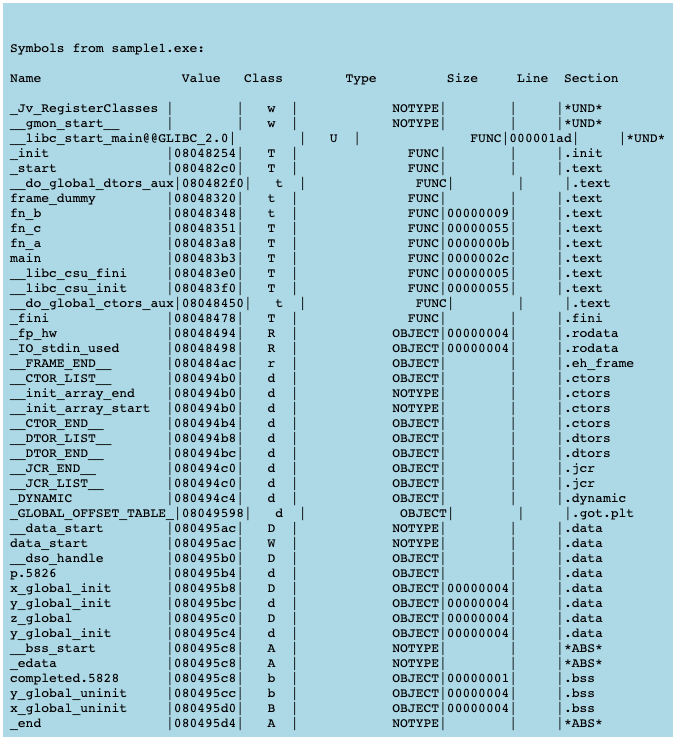 Symbols from sample1.exe:
Name                  Value   Class        Type         Size     Line  Section
_Jv_RegisterClasses |        |   w  |            NOTYPE|        |     |*UND*
__gmon_start__      |        |   w  |            NOTYPE|        |     |*UND*
__libc_start_main@@GLIBC_2.0|        |   U  |              FUNC|000001ad|     |*UND*
_init               |08048254|   T  |              FUNC|        |     |.init
_start              |080482c0|   T  |              FUNC|        |     |.text
__do_global_dtors_aux|080482f0|   t  |              FUNC|        |     |.text
frame_dummy         |08048320|   t  |              FUNC|        |     |.text
fn_b                |08048348|   t  |              FUNC|00000009|     |.text
fn_c                |08048351|   T  |              FUNC|00000055|     |.text
fn_a                |080483a8|   T  |              FUNC|0000000b|     |.text
main                |080483b3|   T  |              FUNC|0000002c|     |.text
__libc_csu_fini     |080483e0|   T  |              FUNC|00000005|     |.text
__libc_csu_init     |080483f0|   T  |              FUNC|00000055|     |.text
__do_global_ctors_aux|08048450|   t  |              FUNC|        |     |.text
_fini               |08048478|   T  |              FUNC|        |     |.fini
_fp_hw              |08048494|   R  |            OBJECT|00000004|     |.rodata
_IO_stdin_used      |08048498|   R  |            OBJECT|00000004|     |.rodata
__FRAME_END__       |080484ac|   r  |            OBJECT|        |     |.eh_frame
__CTOR_LIST__       |080494b0|   d  |            OBJECT|        |     |.ctors
__init_array_end    |080494b0|   d  |            NOTYPE|        |     |.ctors
__init_array_start  |080494b0|   d  |            NOTYPE|        |     |.ctors
__CTOR_END__        |080494b4|   d  |            OBJECT|        |     |.ctors
__DTOR_LIST__       |080494b8|   d  |            OBJECT|        |     |.dtors
__DTOR_END__        |080494bc|   d  |            OBJECT|        |     |.dtors
__JCR_END__         |080494c0|   d  |            OBJECT|        |     |.jcr
__JCR_LIST__        |080494c0|   d  |            OBJECT|        |     |.jcr
_DYNAMIC            |080494c4|   d  |            OBJECT|        |     |.dynamic
_GLOBAL_OFFSET_TABLE_|08049598|   d  |            OBJECT|        |     |.got.plt
__data_start        |080495ac|   D  |            NOTYPE|        |     |.data
data_start          |080495ac|   W  |            NOTYPE|        |     |.data
__dso_handle        |080495b0|   D  |            OBJECT|        |     |.data
p.5826              |080495b4|   d  |            OBJECT|        |     |.data
x_global_init       |080495b8|   D  |            OBJECT|00000004|     |.data
y_global_init       |080495bc|   d  |            OBJECT|00000004|     |.data
z_global            |080495c0|   D  |            OBJECT|00000004|     |.data
y_global_init       |080495c4|   d  |            OBJECT|00000004|     |.data
__bss_start         |080495c8|   A  |            NOTYPE|        |     |*ABS*
_edata              |080495c8|   A  |            NOTYPE|        |     |*ABS*
completed.5828      |080495c8|   b  |            OBJECT|00000001|     |.bss
y_global_uninit     |080495cc|   b  |            OBJECT|00000004|     |.bss
x_global_uninit     |080495d0|   B  |            OBJECT|00000004|     |.bss
_end                |080495d4|   A  |            NOTYPE|        |     |*ABS*